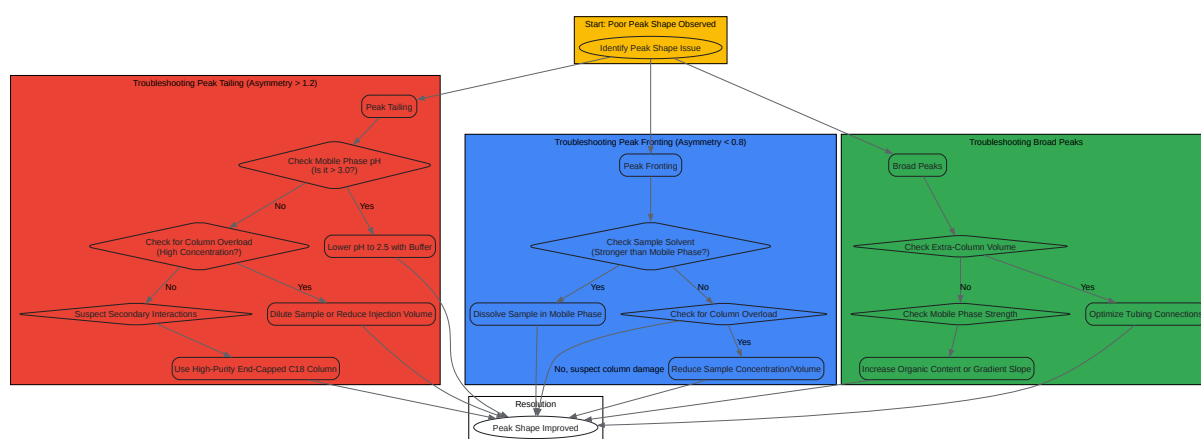 Start: Poor Peak Shape Observed
Identify Peak Shape Issue
Troubleshooting Peak Tailing (Asymmetry > 1.2)
Peak Tailing
Check Mobile Phase pH
(Is it > 3.0?)
No
Yes
Check for Column Overload
(High Concentration?)
Lower pH to 2.5 with Buffer
No
Yes
Suspect Secondary Interactions
Dilute Sample or Reduce Injection Volume
Use High-Purity End-Capped C18 Column
Troubleshooting Peak Fronting (Asymmetry < 0.8)
Peak Fronting
Check Sample Solvent
(Stronger than Mobile Phase?)
Yes
No
Dissolve Sample in Mobile Phase
Check for Column Overload
Yes
No, suspect column damage
Reduce Sample Concentration/Volume
Troubleshooting Broad Peaks
Broad Peaks
Check Extra-Column Volume
No
Yes
Check Mobile Phase Strength
Optimize Tubing Connections
Increase Organic Content or Gradient Slope
Resolution
Peak Shape Improved